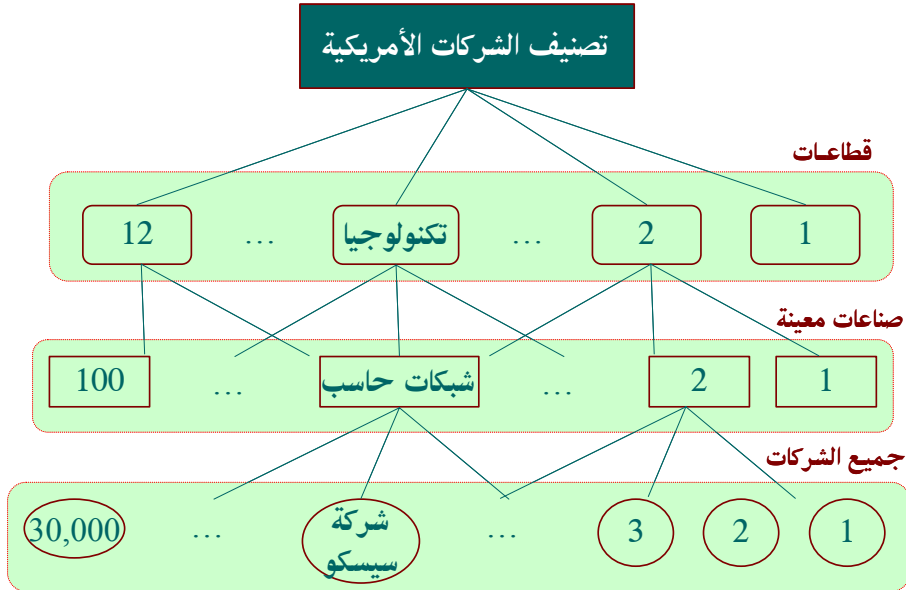 تصنيف الشركات الأمريكية
قطاعات
1 2 ... تكنولوجيا ... 12
صناعات معينة
1 2 ... شبكات حاسب ... 100
جميع الشركات
1 2 3 ... شركة سيسكو ... 30,000